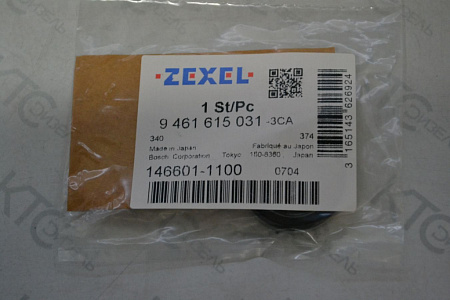 ZEXEL
1 St/Pc
9 461 615 031 -3CA
340 374
Made in Japan Fabriqué au Japon
Bosch Corporation Tokyo 150-8360 Japan
146601-1100 0704
3 165143 626924